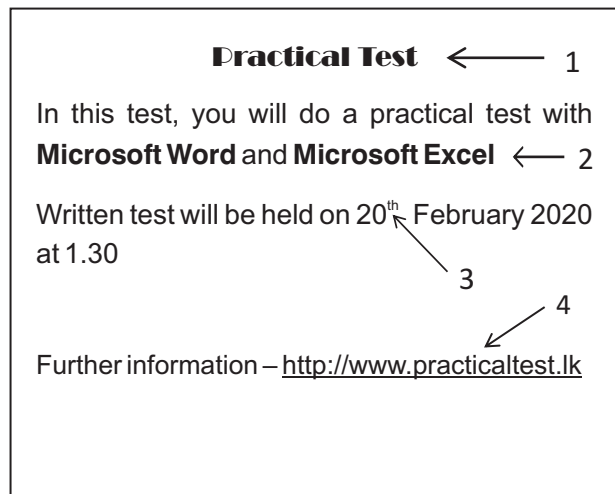 Practical Test 1
In this test, you will do a practical test with
Microsoft Word and Microsoft Excel 2
Written test will be held on 20th February 2020
at 1.30
3
4
Further information – http://www.practicaltest.lk